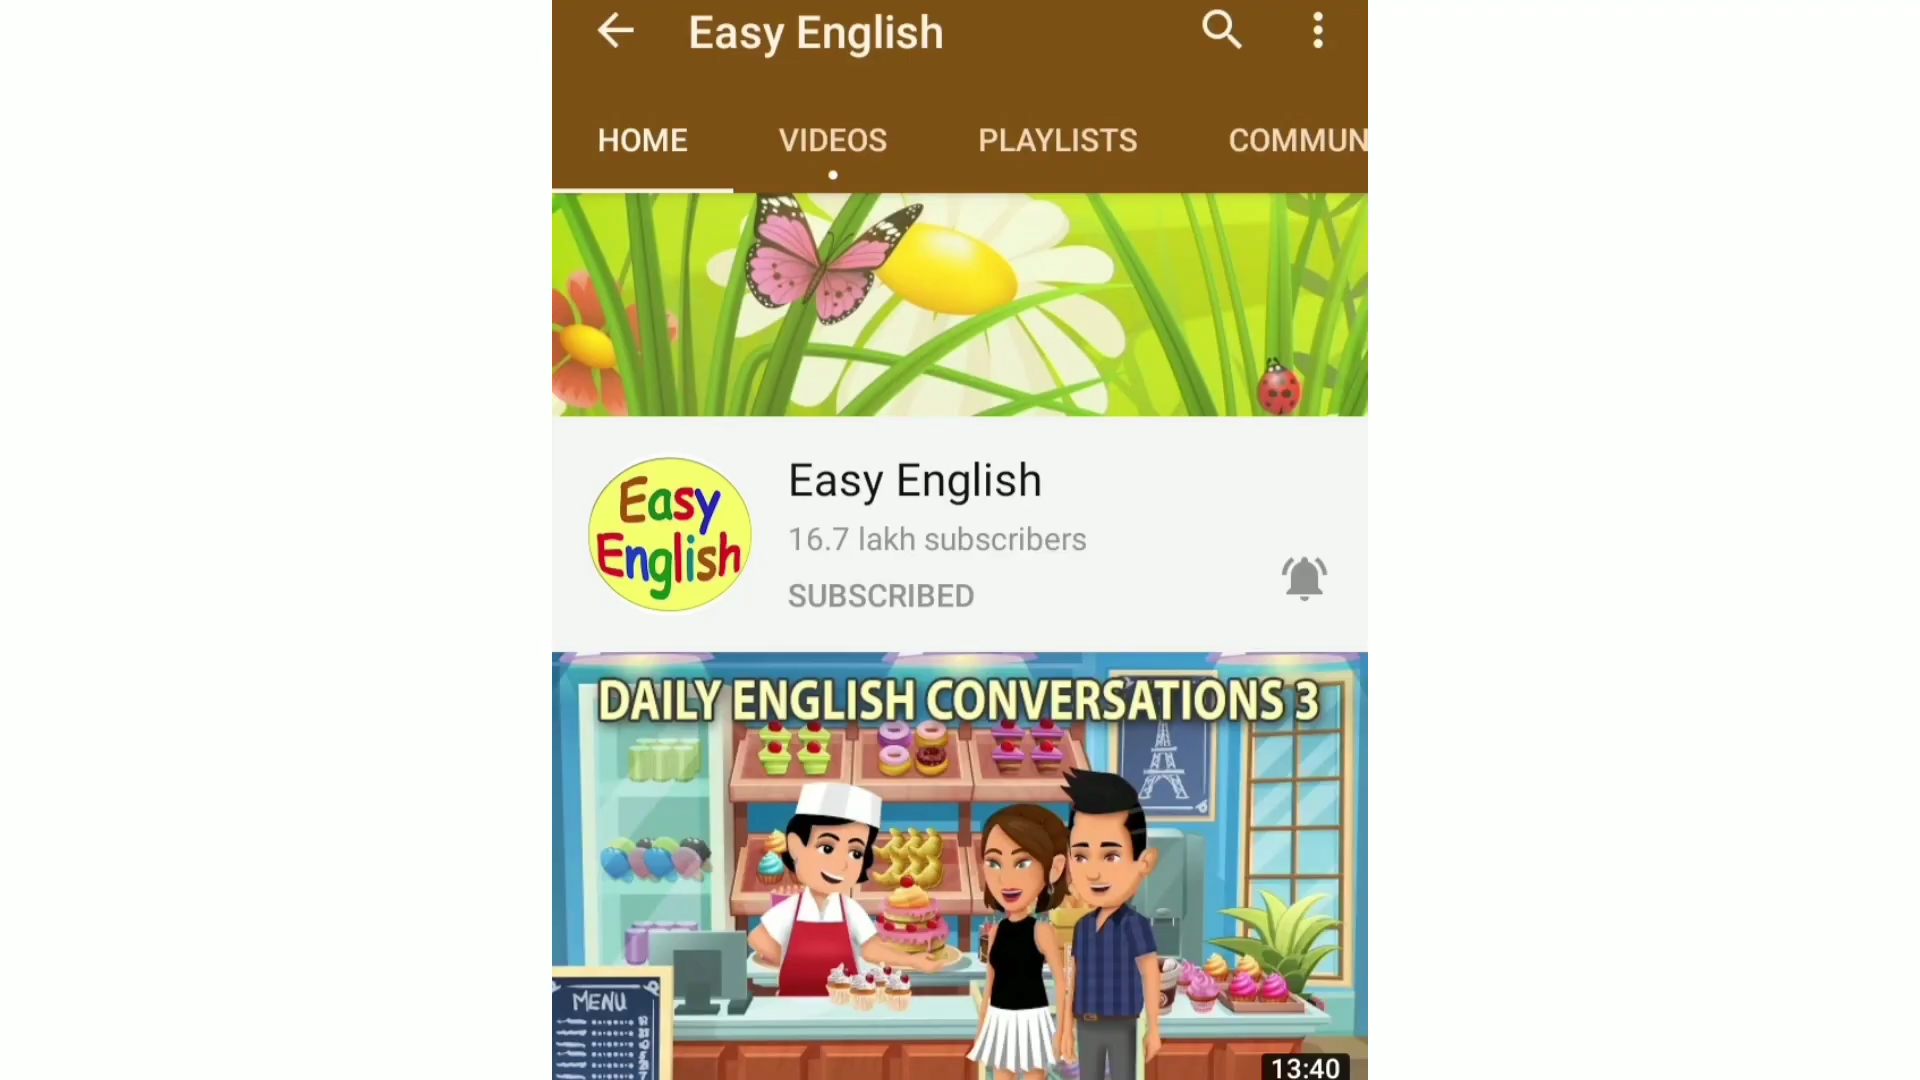 Easy English
HOME VIDEOS PLAYLISTS COMMUN
Easy
English
Easy English
16.7 lakh subscribers
SUBSCRIBED
DAILY ENGLISH CONVERSATIONS 3
MENU
13:40